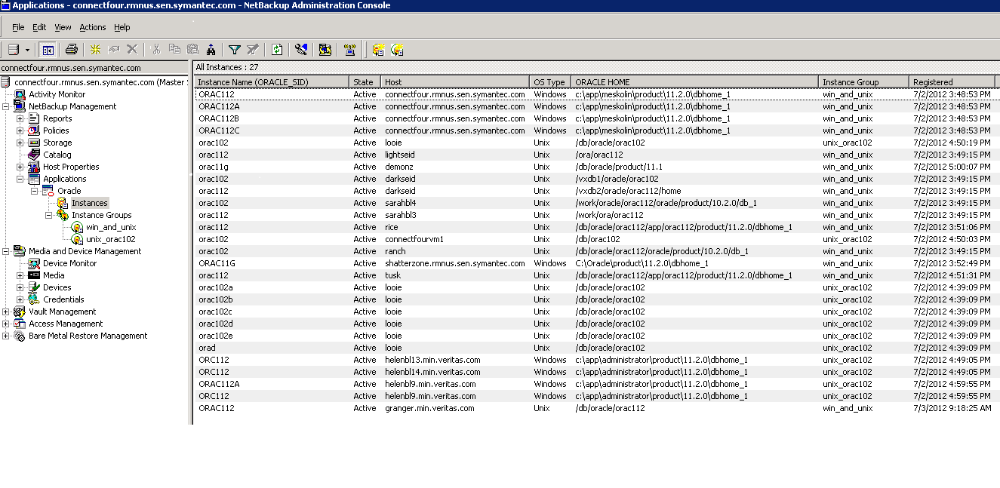 Applications - connectfour.rmnus.sen.symantec.com - NetBackup Administration Console
File Edit View Actions Help
connectfour.rmnus.sen.symantec.com
connectfour.rmnus.sen.symantec.com (Master
Activity Monitor
NetBackup Management
Reports
Policies
Storage
Catalog
Host Properties
Applications
Oracle
Instances
Instance Groups
win_and_unix
unix_orac102
Media and Device Management
Device Monitor
Media
Devices
Credentials
Vault Management
Access Management
Bare Metal Restore Management
All Instances : 27
Instance Name (ORACLE_SID) State Host OS Type ORACLE HOME Instance Group Registered
ORAC112 Active connectfour.rmnus.sen.symantec.com Windows c:\app\meskolin\product\11.2.0\dbhome_1 win_and_unix 7/2/2012 3:48:53 PM
ORAC112A Active connectfour.rmnus.sen.symantec.com Windows c:\app\meskolin\product\11.2.0\dbhome_1 win_and_unix 7/2/2012 3:48:53 PM
ORAC112B Active connectfour.rmnus.sen.symantec.com Windows c:\app\meskolin\product\11.2.0\dbhome_1 win_and_unix 7/2/2012 3:48:53 PM
ORAC112C Active connectfour.rmnus.sen.symantec.com Windows c:\app\meskolin\product\11.2.0\dbhome_1 win_and_unix 7/2/2012 3:48:53 PM
orac102 Active looie Unix /db/oracle/orac102 unix_orac102 7/2/2012 4:50:19 PM
orac112 Active lightseid Unix /ora/orac112 win_and_unix 7/2/2012 3:49:15 PM
orac11g Active demonz Unix /db/oracle/product/11.1 win_and_unix 7/2/2012 5:00:07 PM
orac102 Active darkseid Unix /vxdb1/oracle/orac102 win_and_unix 7/2/2012 3:49:15 PM
orac112 Active darkseid Unix /vxdb2/oracle/orac112/home win_and_unix 7/2/2012 3:49:15 PM
orac102 Active sarahbl4 Unix /work/oracle/orac112/oracle/product/10.2.0/db_1 win_and_unix 7/2/2012 3:49:15 PM
orac112 Active sarahbl3 Unix /work/ora/orac112 win_and_unix 7/2/2012 3:49:15 PM
orac112 Active rice Unix /db/oracle/orac112/app/orac112/product/11.2.0/dbhome_1 win_and_unix 7/2/2012 3:51:06 PM
orac102 Active connectfourvm1 Unix /db/orac102 unix_orac102 7/2/2012 4:50:03 PM
orac102 Active ranch Unix /db/oracle/orac112/oracle/product/10.2.0/db_1 win_and_unix 7/2/2012 3:49:15 PM
ORAC11G Active shatterzone.rmnus.sen.symantec.com Windows C:\Oracle\product\11.2.0\dbhome_1 win_and_unix 7/2/2012 3:52:49 PM
orac112 Active tusk Unix /db/oracle/orac112/app/orac112/product/11.2.0/dbhome_1 win_and_unix 7/2/2012 4:51:31 PM
orac102a Active looie Unix /db/oracle/orac102 unix_orac102 7/2/2012 4:39:09 PM
orac102b Active looie Unix /db/oracle/orac102 unix_orac102 7/2/2012 4:39:09 PM
orac102c Active looie Unix /db/oracle/orac102 unix_orac102 7/2/2012 4:39:09 PM
orac102d Active looie Unix /db/oracle/orac102 unix_orac102 7/2/2012 4:39:09 PM
orac102e Active looie Unix /db/oracle/orac102 unix_orac102 7/2/2012 4:39:09 PM
orad Active looie Unix /db/oracle/orac102 unix_orac102 7/2/2012 4:39:09 PM
ORC112 Active helenbl13.min.veritas.com Windows c:\app\administrator\product\11.2.0\dbhome_1 unix_orac102 7/2/2012 4:49:05 PM
ORC112 Active helenbl14.min.veritas.com Windows c:\app\administrator\product\11.2.0\dbhome_1 unix_orac102 7/2/2012 4:49:05 PM
ORAC112A Active helenbl9.min.veritas.com Windows c:\app\administrator\product\11.2.0\dbhome_1 unix_orac102 7/2/2012 4:59:55 PM
ORC112 Active helenbl9.min.veritas.com Windows c:\app\administrator\product\11.2.0\dbhome_1 unix_orac102 7/2/2012 4:59:55 PM
ORAC112 Active granger.min.veritas.com Unix /db/oracle/orac112 win_and_unix 7/3/2012 9:18:25 AM